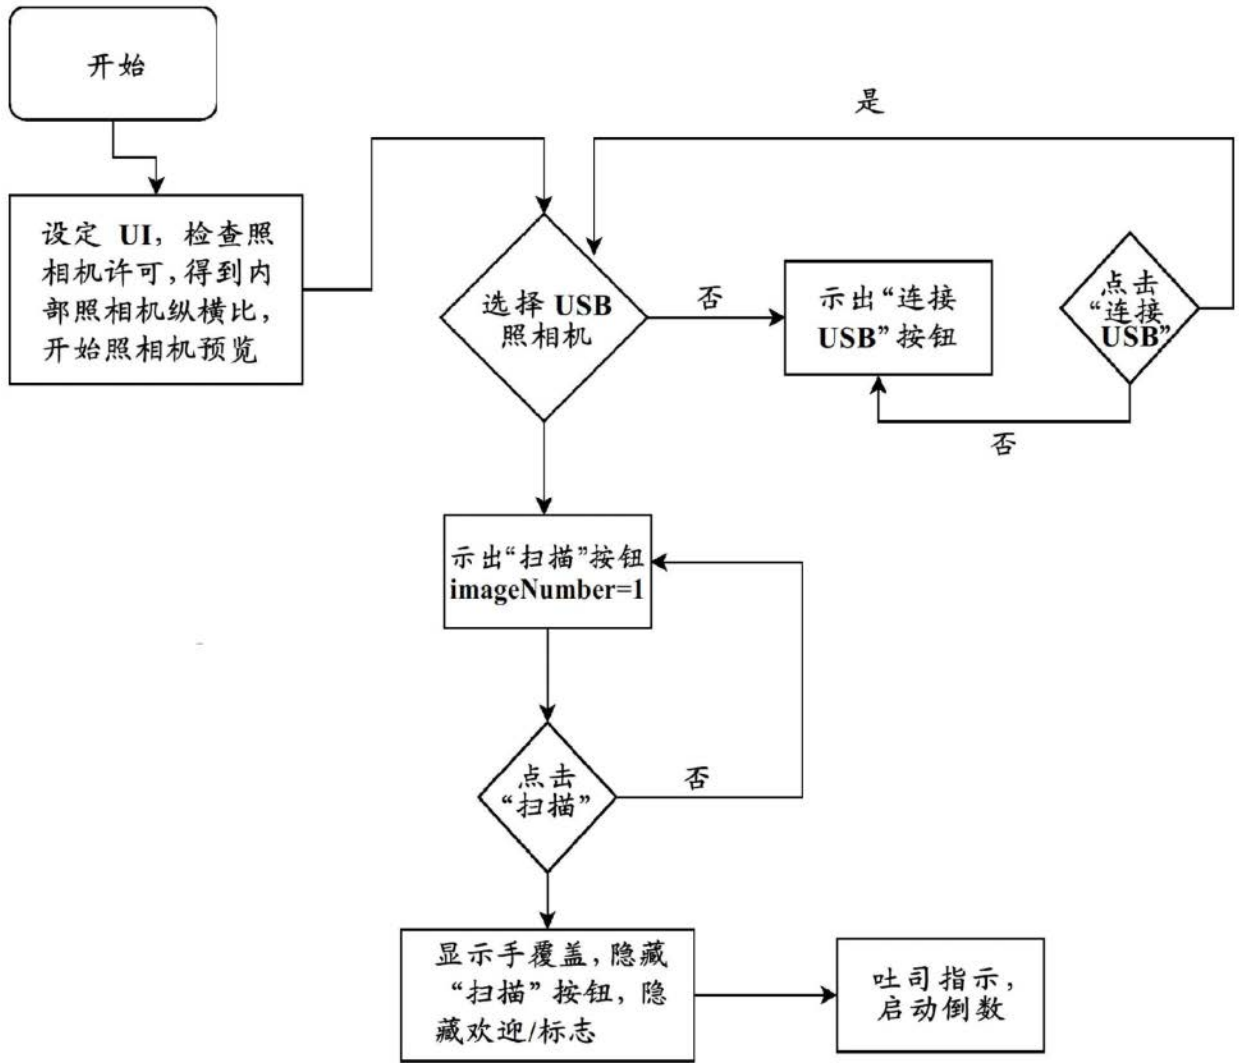 开始
是
设定 UI，检查照
相机许可，得到内
部照相机纵横比，
开始照相机预览
选择 USB
照相机
否
示出“连接
USB”按钮
点击
“连接
USB”
否
示出“扫描”按钮
imageNumber=1
点击
“扫描”
否
显示手覆盖，隐藏
“扫描”按钮，隐
藏欢迎/标志
吐司指示，
启动倒数